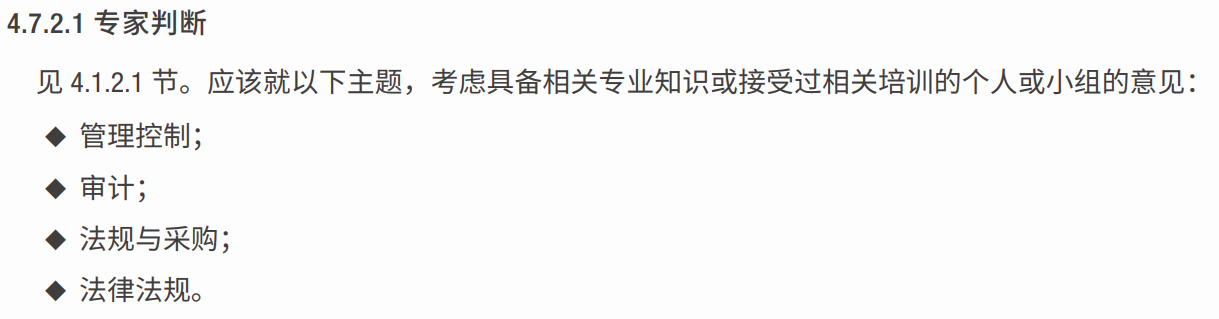 4.7.2.1 专家判断
见 4.1.2.1 节。应该就以下主题，考虑具备相关专业知识或接受过相关培训的个人或小组的意见：
◆ 管理控制；
◆ 审计；
◆ 法规与采购；
◆ 法律法规。